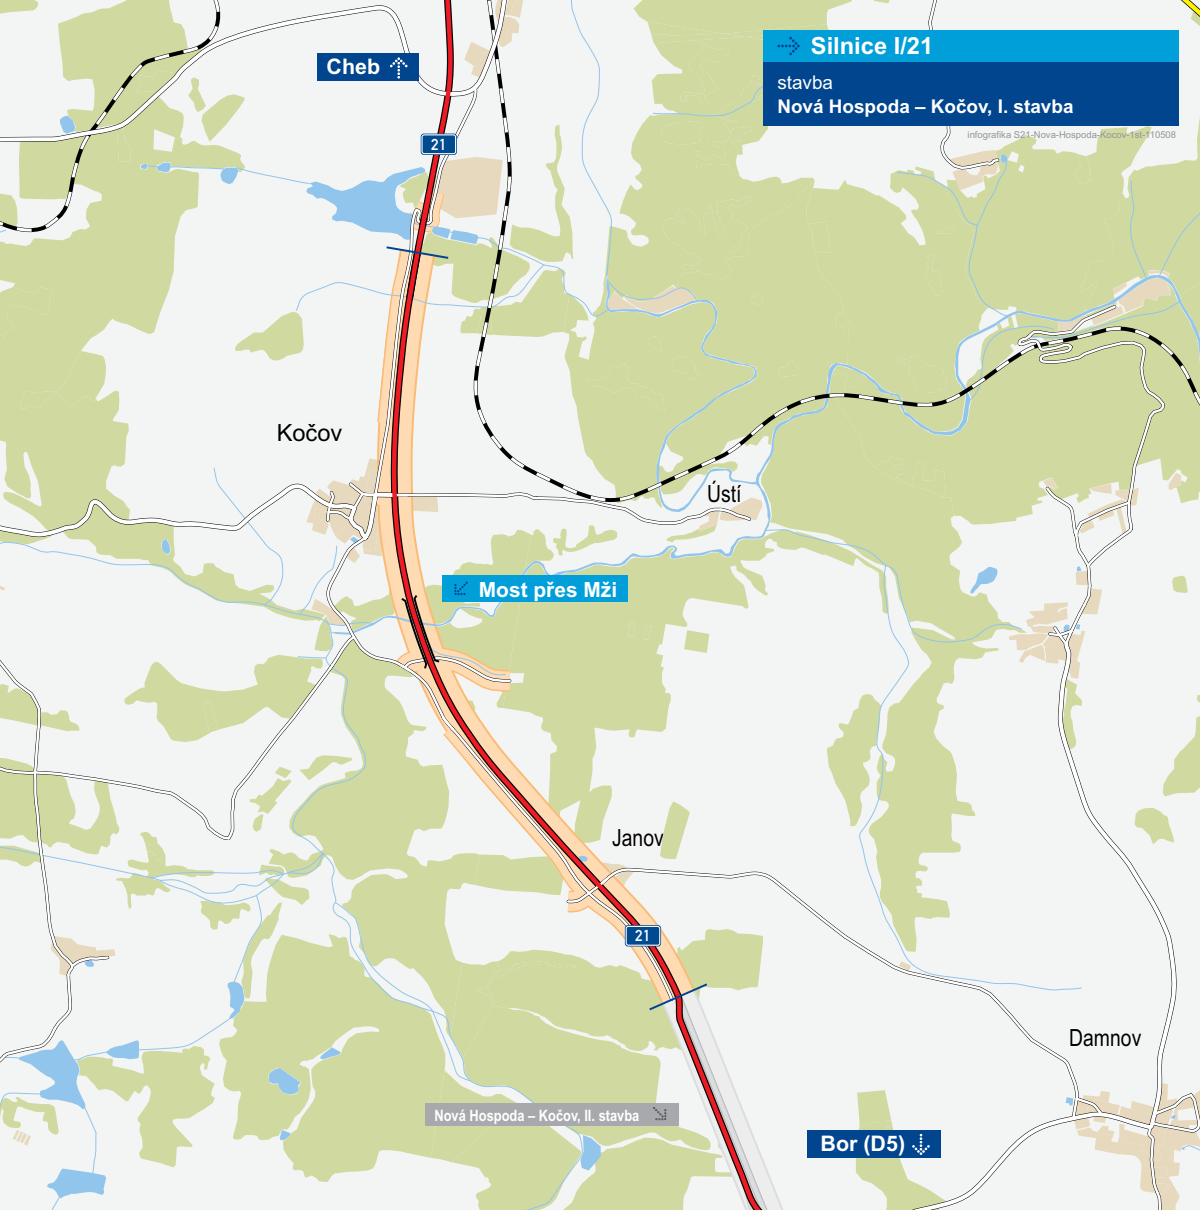 Silnice I/21
stavba
Nová Hospoda – Kočov, I. stavba
infografika S21-Nova-Hospoda-Kocov-1st-110508
Cheb
21
Kočov
Ústí
Most přes Mži
Janov
21
Damnov
Nová Hospoda – Kočov, II. stavba
Bor (D5)